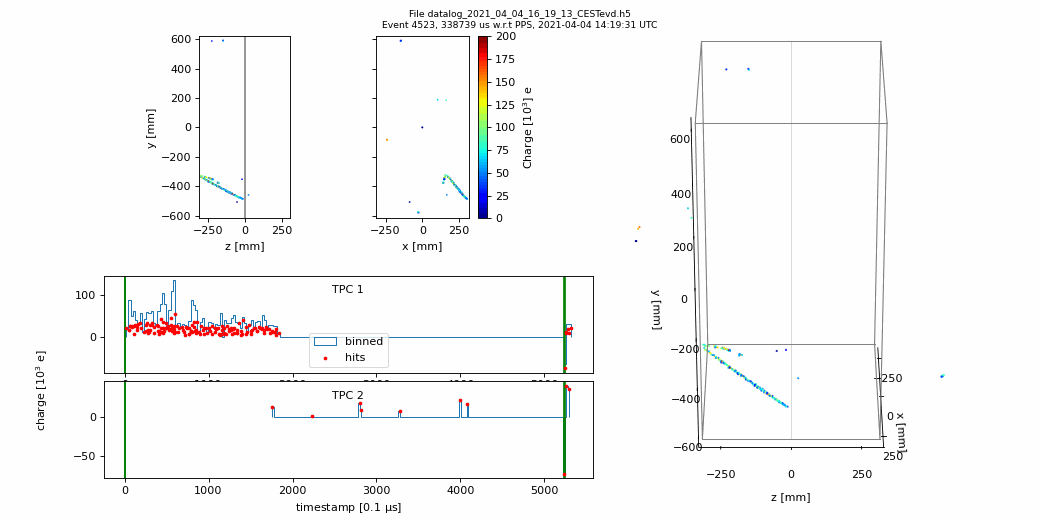 File datalog_2021_04_04_16_19_13_CESTevd.h5
Event 4523, 338739 us w.r.t PPS, 2021-04-04 14:19:31 UTC
600
400
200
0
−200
−400
−600
y [mm]
−250 0 250
z [mm]
−250 0 250
x [mm]
200
175
150
125
100
75
50
25
0
Charge [10³] e
TPC 1
100
0
binned
hits
TPC 2
0
−50
charge [10³ e]
0 1000 2000 3000 4000 5000
timestamp [0.1 μs]
600
400
200
0
−200
−400
−600
y [mm]
−250 0 250
z [mm]
−250
0
250
x [mm]